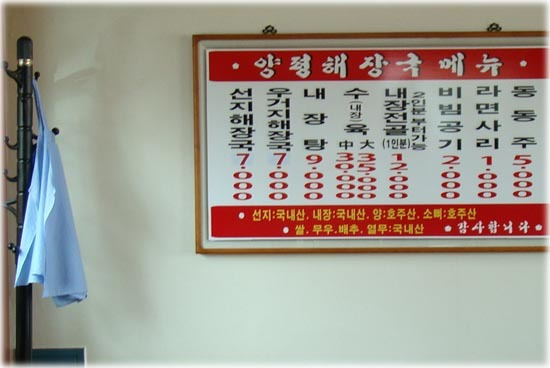 양평해장국메뉴
선지해장국 7.000
우거지해장국 7.000
내장탕 9.000
수(내장)육 中 30.000 大 35.000
내장전골(1인분) 2인분부터가능 12.000
비빔공기 2.000
라면사리 1.000
동동주 5.000
선지:국내산, 내장:국내산, 양:호주산, 소뼈:호주산
쌀, 무우, 배추, 열무:국내산
감사합니다